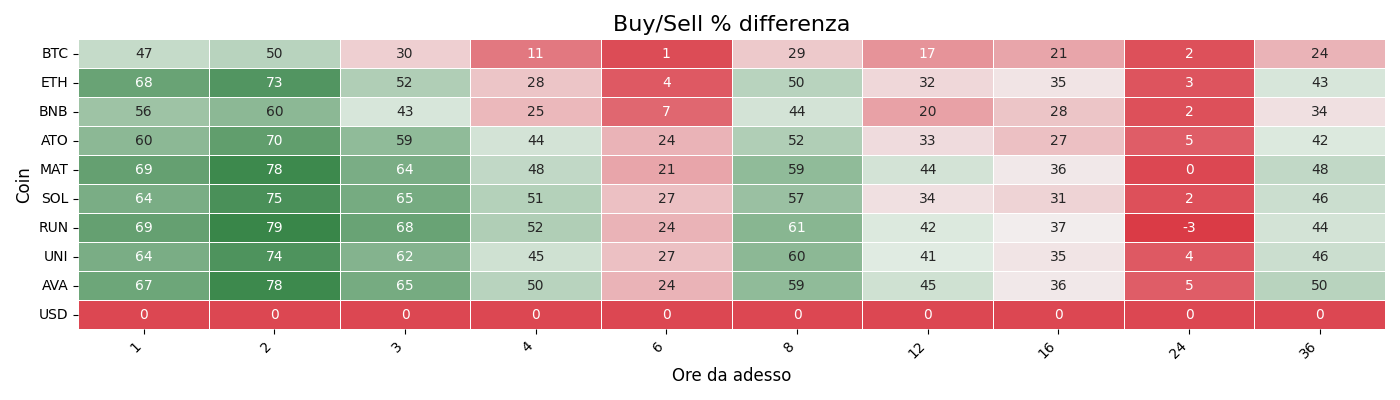 Buy/Sell % differenza
Coin
BTC 47 50 30 11 1 29 17 21 2 24
ETH 68 73 52 28 4 50 32 35 3 43
BNB 56 60 43 25 7 44 20 28 2 34
ATO 60 70 59 44 24 52 33 27 5 42
MAT 69 78 64 48 21 59 44 36 0 48
SOL 64 75 65 51 27 57 34 31 2 46
RUN 69 79 68 52 24 61 42 37 -3 44
UNI 64 74 62 45 27 60 41 35 4 46
AVA 67 78 65 50 24 59 45 36 5 50
USD 0 0 0 0 0 0 0 0 0 0
1 2 3 4 6 8 12 16 24 36
Ore da adesso